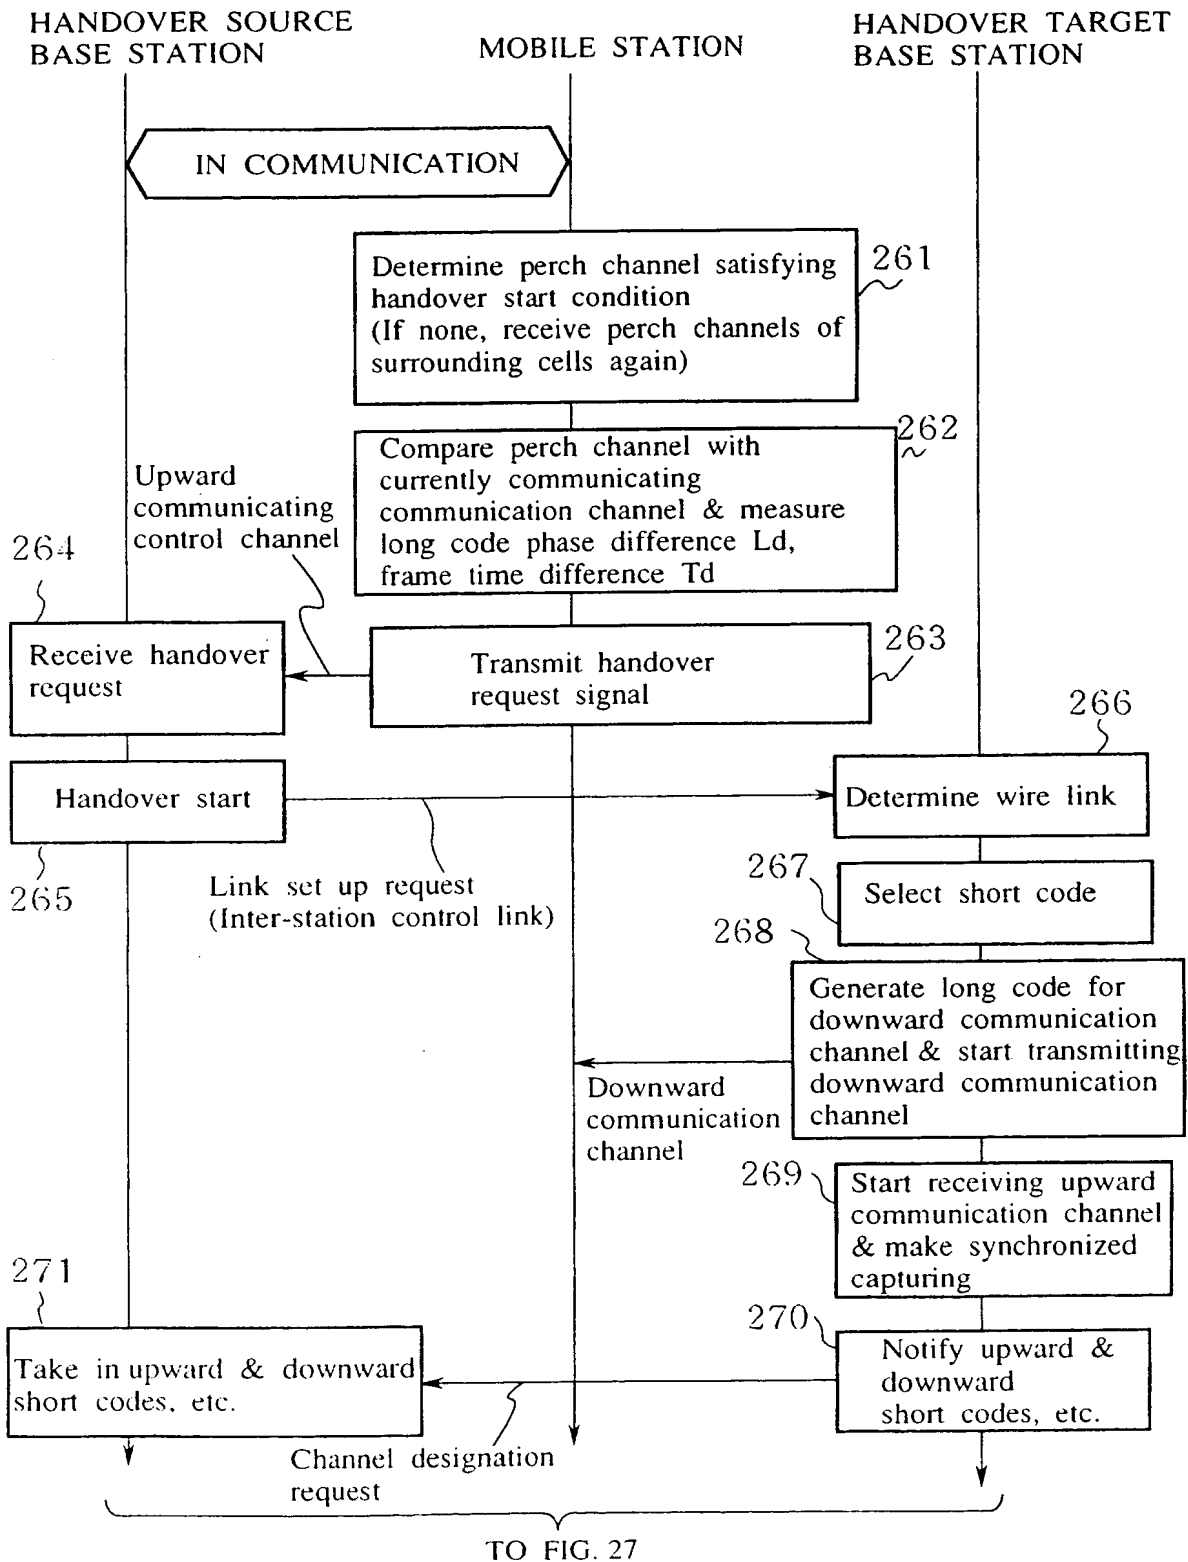 HANDOVER SOURCE
BASE STATION
MOBILE STATION
HANDOVER TARGET
BASE STATION
IN COMMUNICATION
261
Determine perch channel satisfying
handover start condition
(If none, receive perch channels of
surrounding cells again)
262
Compare perch channel with
currently communicating
communication channel & measure
long code phase difference Ld,
frame time difference Td
Upward
communicating
control channel
264
Receive handover
request
263
Transmit handover
request signal
266
Handover start
Determine wire link
265
Link set up request
(Inter-station control link)
267
Select short code
268
Generate long code for
downward communication
channel & start transmitting
downward communication
channel
Downward
communication
channel
269
Start receiving upward
communication channel
& make synchronized
capturing
271
270
Take in upward & downward
short codes, etc.
Notify upward &
downward
short codes, etc.
Channel designation
request
TO FIG. 27